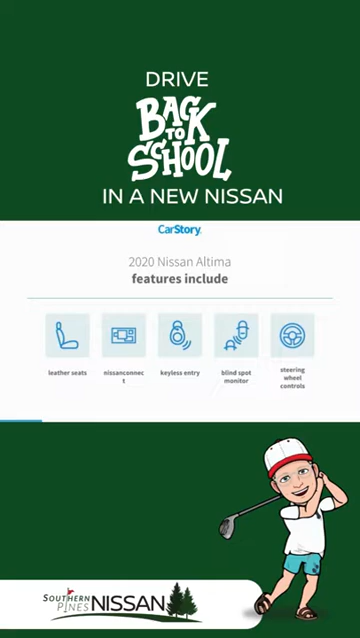 DRIVE
BACK
TO
SCHOOL
IN A NEW NISSAN
CarStory.
2020 Nissan Altima
features include
leather seats
nissanconnec
t
keyless entry
blind spot
monitor
steering
wheel
controls
SOUTHERN
PINES NISSAN